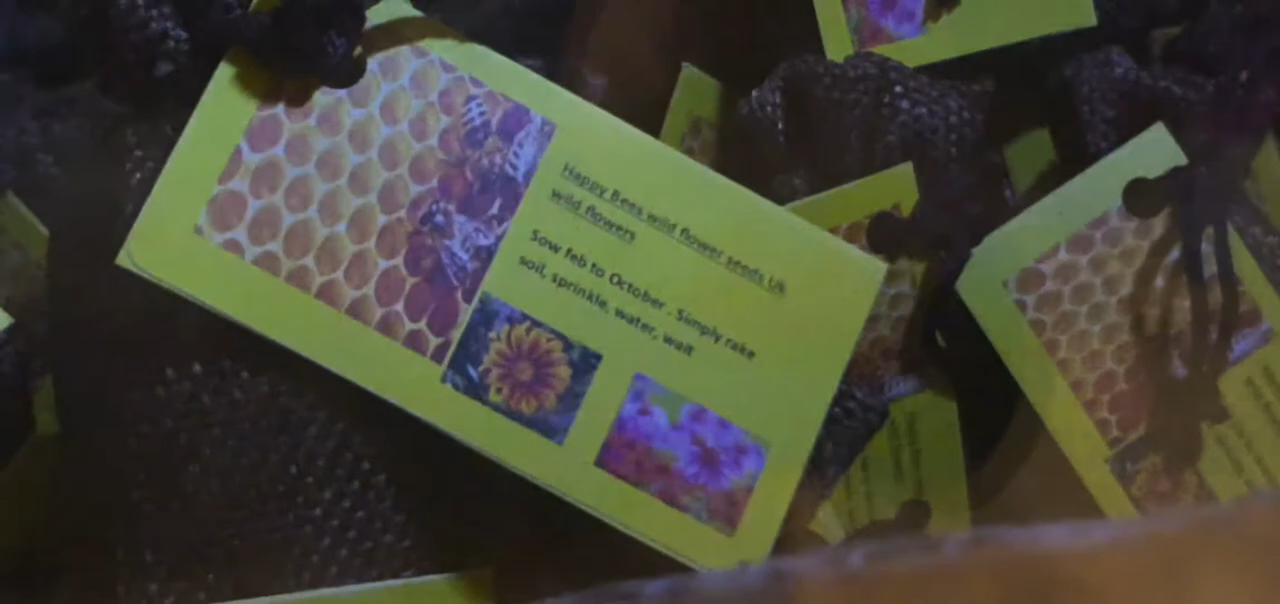 Happy Bees wild flower seeds Uk
wild flowers
Sow feb to October . Simply rake
soil, sprinkle, water, wait